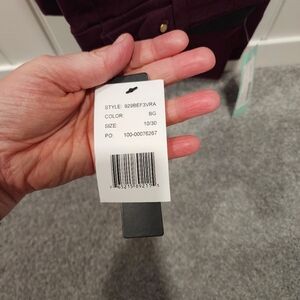 STYLE: 929BEF3VRA
COLOR: BG
SIZE: 10/30
PO: 100-00076267